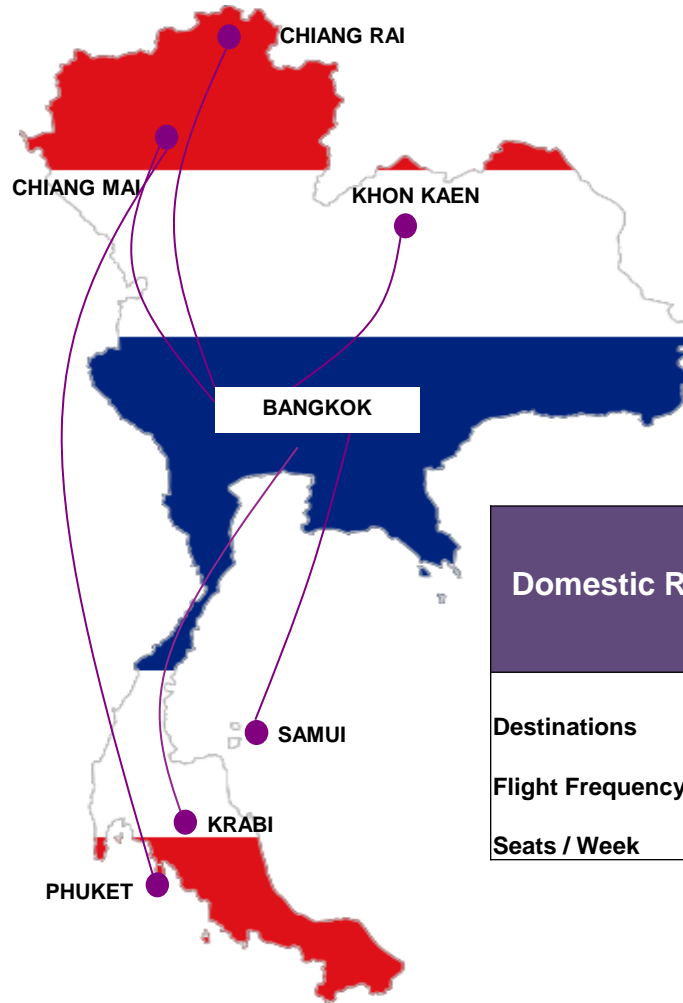 CHIANG RAI
CHIANG MAI
KHON KAEN
BANGKOK
Domestic R
Destinations
SAMUI
Flight Frequency
KRABI
Seats / Week
PHUKET